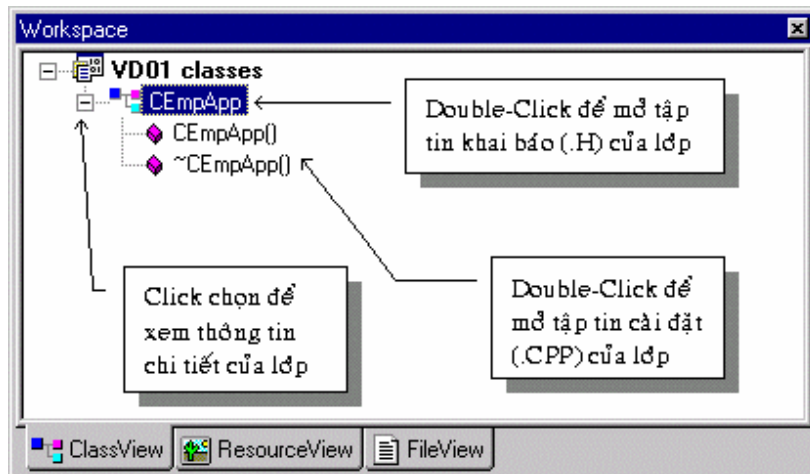 Workspace
VD01 classes
CEmpApp
CEmpApp()
~CEmpApp()
Double-Click để mở tập
tin khai báo (.H) của lớp
Click chọn để
xem thông tin
chi tiết của lớp
Double-Click để
mở tập tin cài đặt
(.CPP) của lớp
ClassView ResourceView FileView